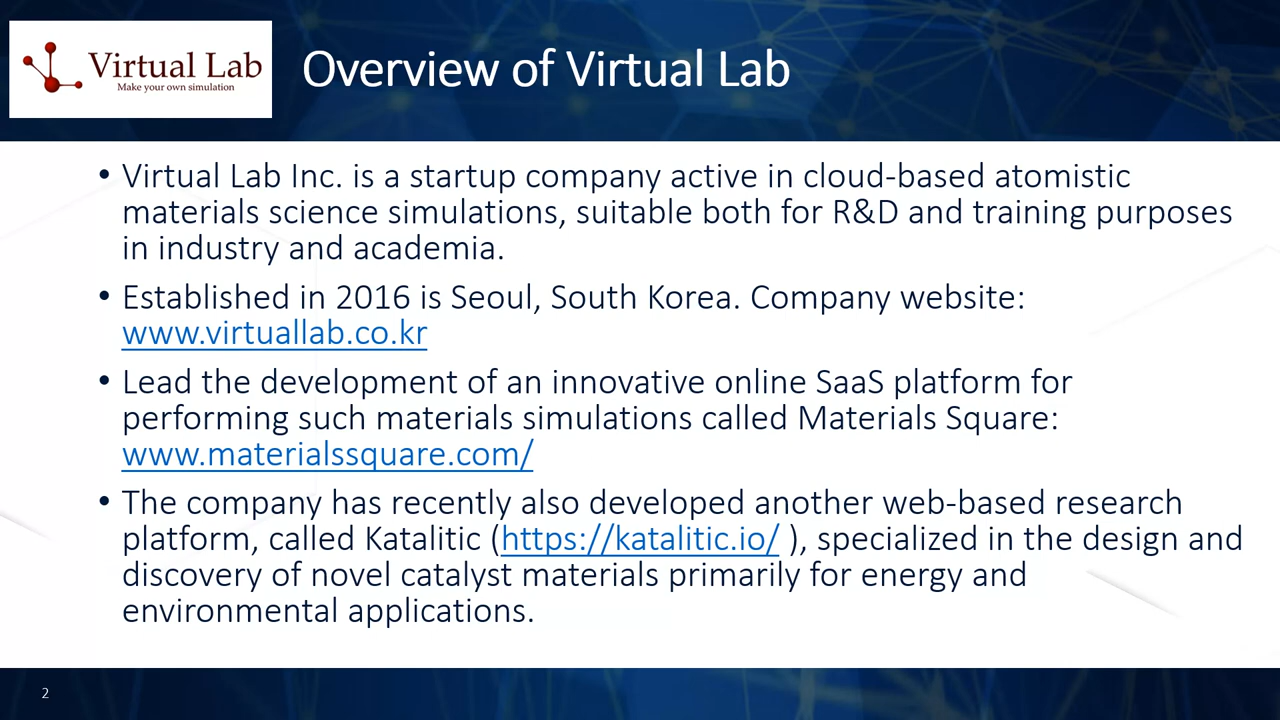 Virtual Lab
Make your own simulation
Overview of Virtual Lab
• Virtual Lab Inc. is a startup company active in cloud-based atomistic
materials science simulations, suitable both for R&D and training purposes
in industry and academia.
• Established in 2016 is Seoul, South Korea. Company website:
www.virtuallab.co.kr
• Lead the development of an innovative online SaaS platform for
performing such materials simulations called Materials Square:
www.materialssquare.com/
• The company has recently also developed another web-based research
platform, called Katalitic (https://katalitic.io/ ), specialized in the design and
discovery of novel catalyst materials primarily for energy and
environmental applications.
2